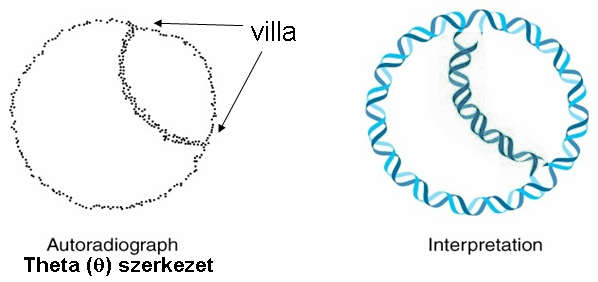 villa
Autoradiograph
Theta (θ) szerkezet
Interpretation